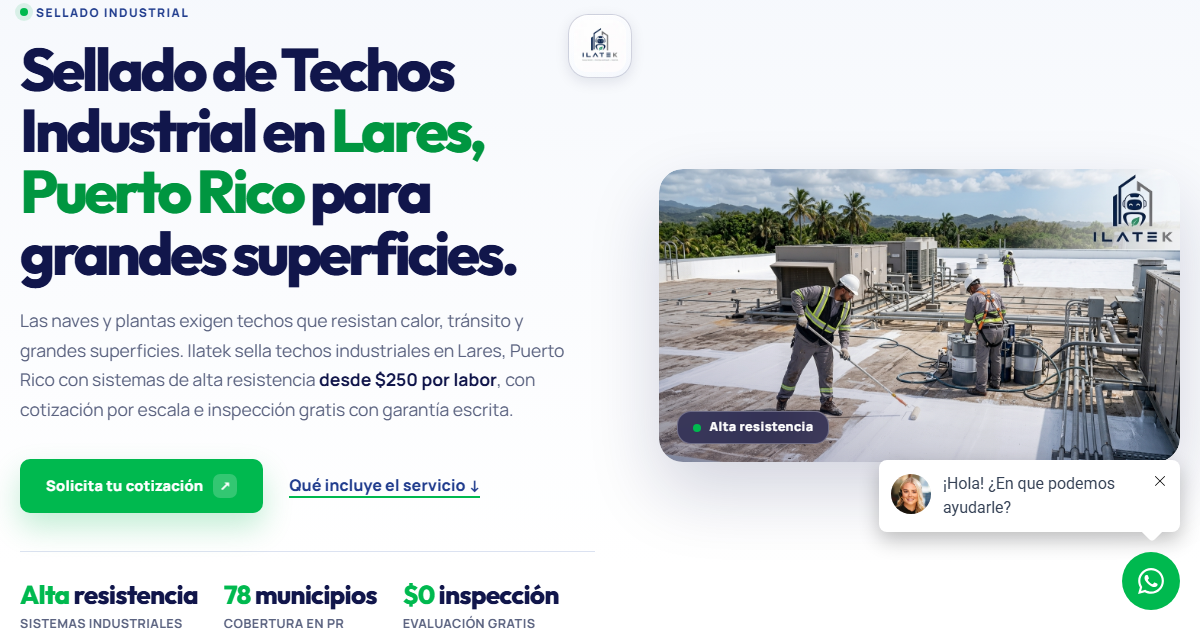 SELLADO INDUSTRIAL
ILATEK
Sellado de Techos
Industrial en Lares,
Puerto Rico para
grandes superficies.
Las naves y plantas exigen techos que resistan calor, tránsito y
grandes superficies. Ilatek sella techos industriales en Lares, Puerto
Rico con sistemas de alta resistencia desde $250 por labor, con
cotización por escala e inspección gratis con garantía escrita.
Solicita tu cotización ↗
Qué incluye el servicio ↓
ILATEK
Alta resistencia
¡Hola! ¿En que podemos
ayudarle?
Alta resistencia
SISTEMAS INDUSTRIALES
78 municipios
COBERTURA EN PR
$0 inspección
EVALUACIÓN GRATIS